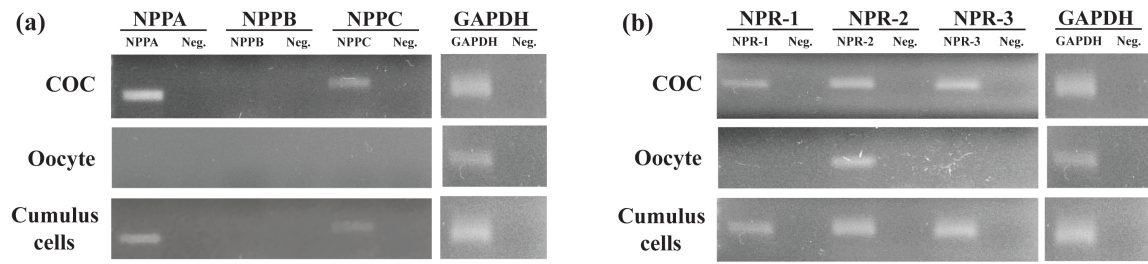 (a) NPPA NPPB NPPC GAPDH
NPPA Neg. NPPB Neg. NPPC Neg. GAPDH Neg.
COC
Oocyte
Cumulus
cells
(b) NPR-1 NPR-2 NPR-3 GAPDH
NPR-1 Neg. NPR-2 Neg. NPR-3 Neg. GAPDH Neg.
COC
Oocyte
Cumulus
cells